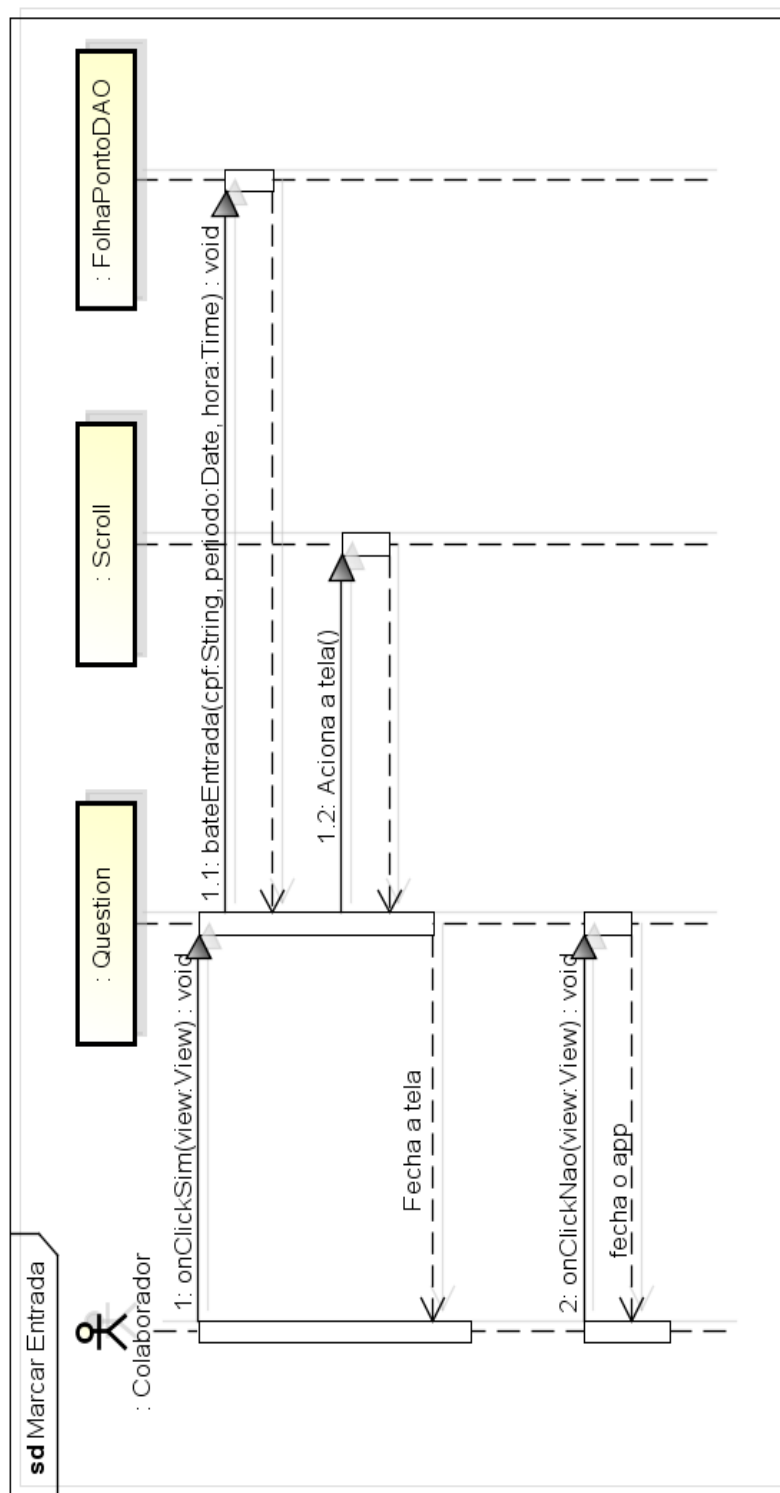 sd Marcar Entrada
: Colaborador
: Question
: Scroll
: FolhaPontoDAO
1: onClickSim(view:View) : void
1.1: bateEntrada(cpf:String, periodo:Date, hora:Time) : void
1.2: Aciona a tela()
Fecha a tela
2: onClickNao(view:View) : void
fecha o app